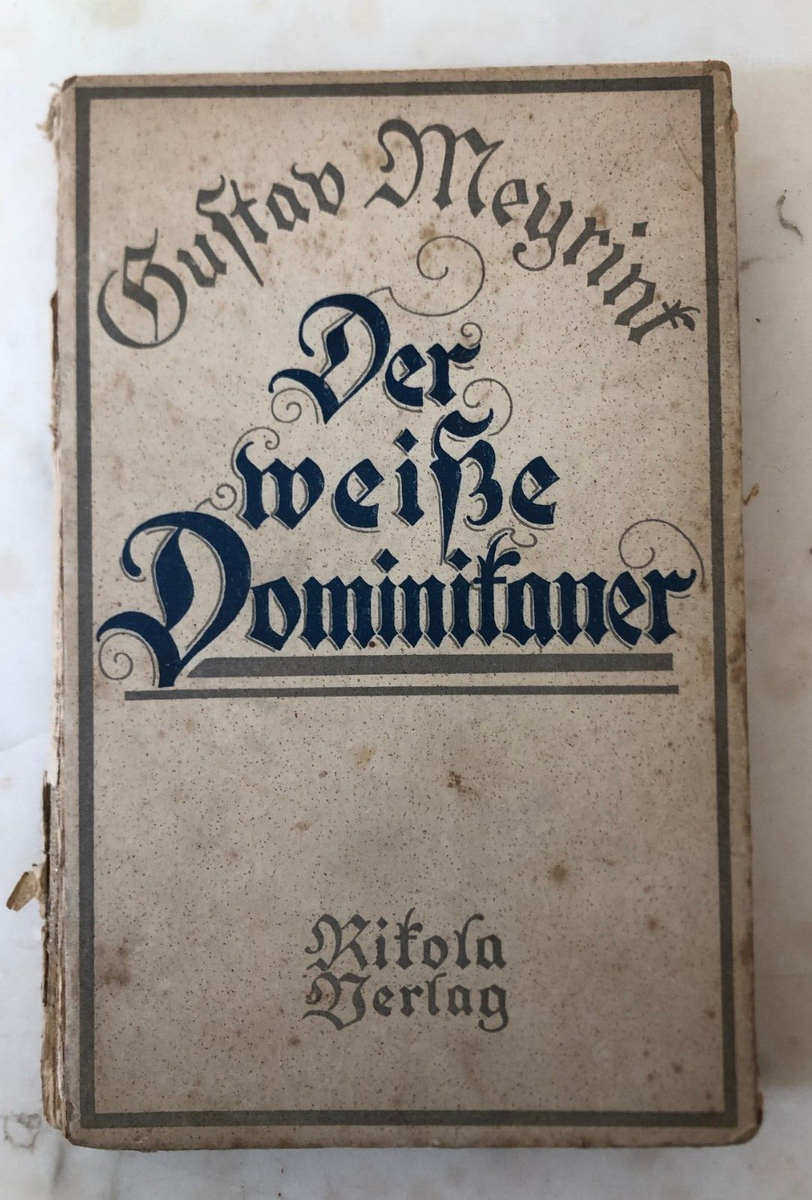 Gustav Meyrink
Der
weiße
Dominikaner
Rikola
Verlag